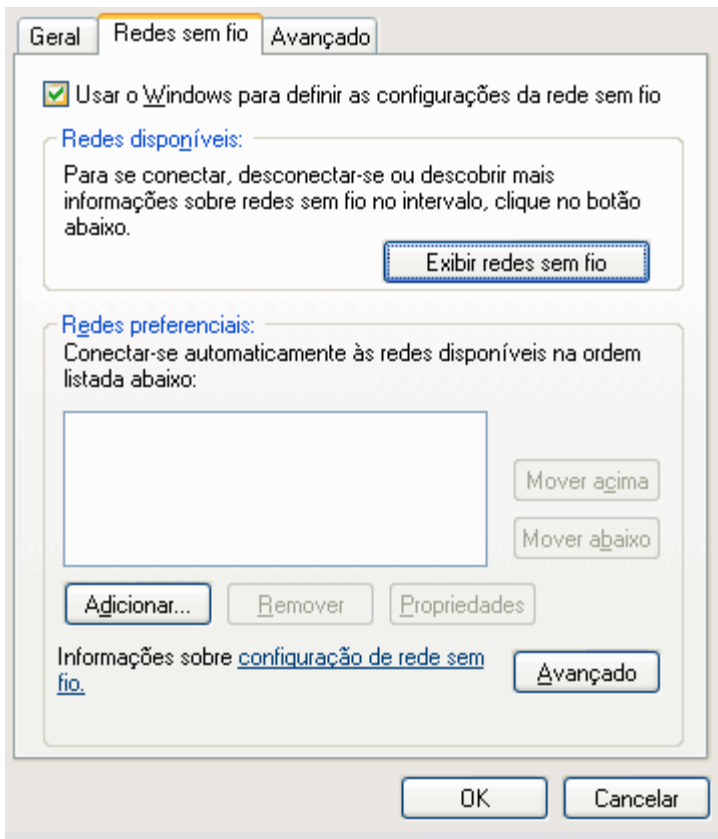 Geral Redes sem fio Avançado
Usar o Windows para definir as configurações da rede sem fio
Redes disponíveis:
Para se conectar, desconectar-se ou descobrir mais
informações sobre redes sem fio no intervalo, clique no botão
abaixo.
Exibir redes sem fio
Redes preferenciais:
Conectar-se automaticamente às redes disponíveis na ordem
listada abaixo:
Mover acima
Mover abaixo
Adicionar... Remover Propriedades
Informações sobre configuração de rede sem
fio.
Avançado
OK Cancelar